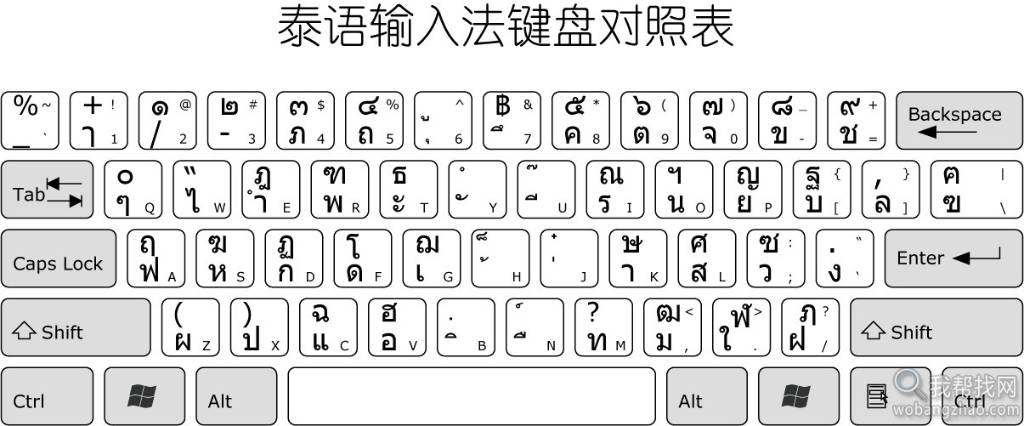 泰语输入法键盘对照表
% ~ + ! ๑ @ ๒ # ๓ $ ๔ % ู ^ ฿ & ๕ * ๖ ( ๗ ) ๘ _ ๙ + Backspace
_ ` ๅ 1 / 2 - 3 ภ 4 ถ 5 ุ 6 ึ 7 ค 8 ต 9 จ 0 ข - ช =
Tab ๐ " ฎ ฑ ธ ํ ๊ ณ ฯ ญ ฐ { , } ฅ |
ๆ Q ไ W ำ E พ R ะ T ั Y ี U ร I น O ย P บ [ ล ] ฃ \
Caps Lock ฤ ฆ ฏ โ ฌ ็ ๋ ษ ศ ซ : . " Enter
ฟ A ห S ก D ด F เ G ้ H ่ J า K ส L ว ; ง `
Shift ( ) ฉ ฮ . ์ ? ฒ < ฬ > ฦ ? Shift
ผ Z ป X แ C อ V ิ B ื N ท M ม , ใ . ฝ /
Ctrl Alt Alt Ctrl
我帮找网
wobangzhao.com